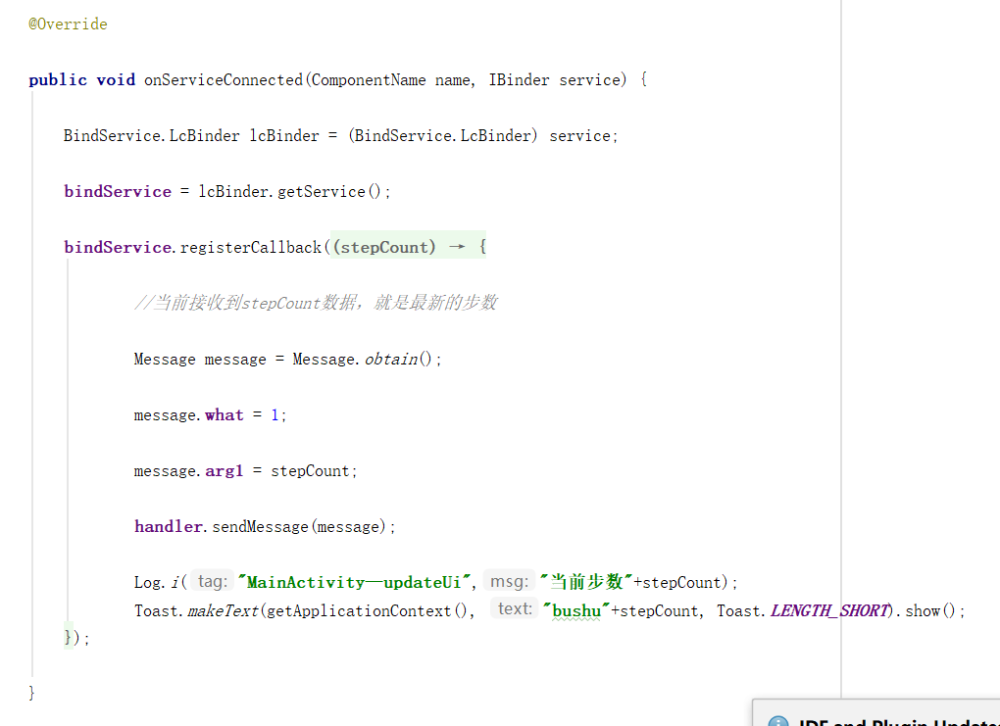 @Override
public void onServiceConnected(ComponentName name, IBinder service) {
BindService.LcBinder lcBinder = (BindService.LcBinder) service;
bindService = lcBinder.getService();
bindService.registerCallback((stepCount) → {
//当前接收到stepCount数据，就是最新的步数
Message message = Message.obtain();
message.what = 1;
message.arg1 = stepCount;
handler.sendMessage(message);
Log.i( tag: "MainActivity—updateUi", msg: "当前步数"+stepCount);
Toast.makeText(getApplicationContext(), text: "bushu"+stepCount, Toast.LENGTH_SHORT).show();
});
}
IDE and Plugin Updates